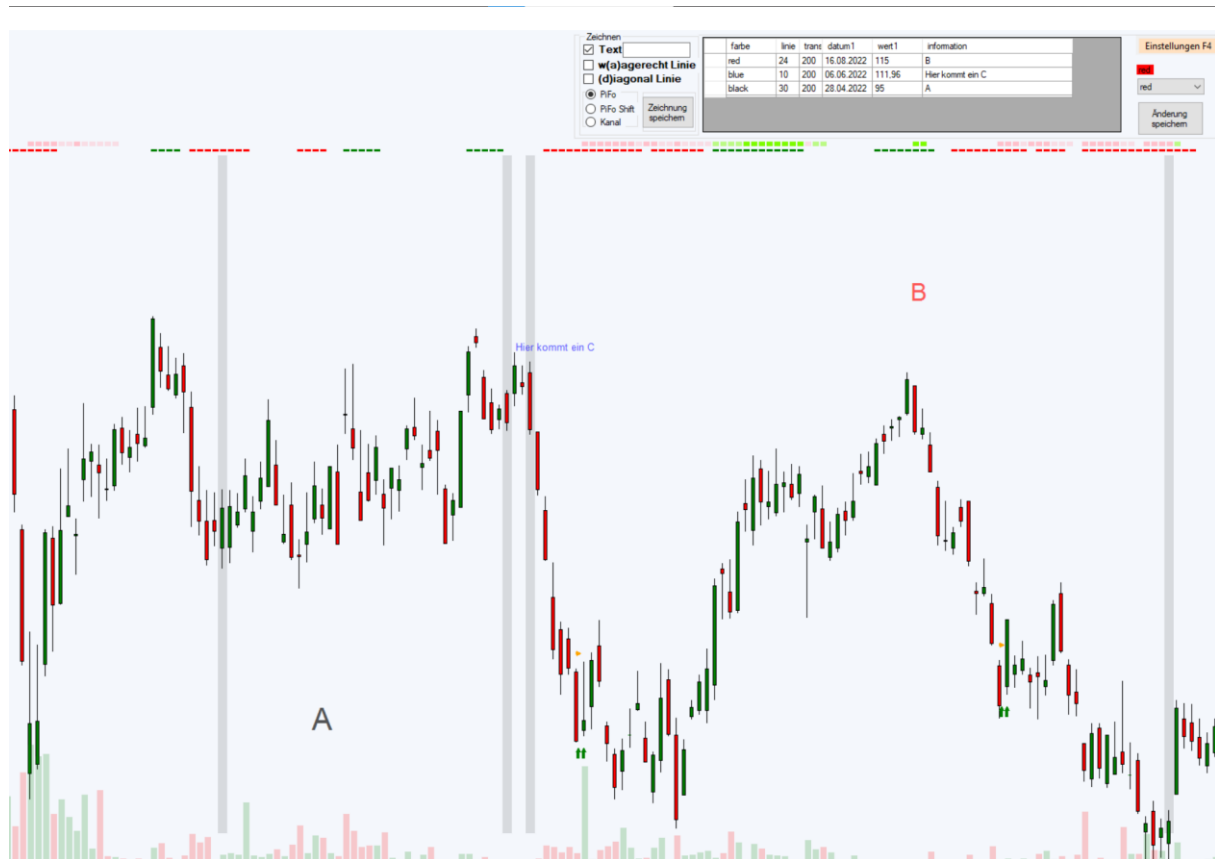 Zeichnen
Text
w(a)agerecht Linie
(d)iagonal Linie
PiFo
PiFo Shift
Kanal
Zeichnung
speichern
farbe linie trans datum1 wert1 information
red 24 200 16.08.2022 115 B
blue 10 200 06.06.2022 111,96 Hier kommt ein C
black 30 200 28.04.2022 95 A
Einstellungen F4
red
red
Änderung
speichern
B
Hier kommt ein C
A